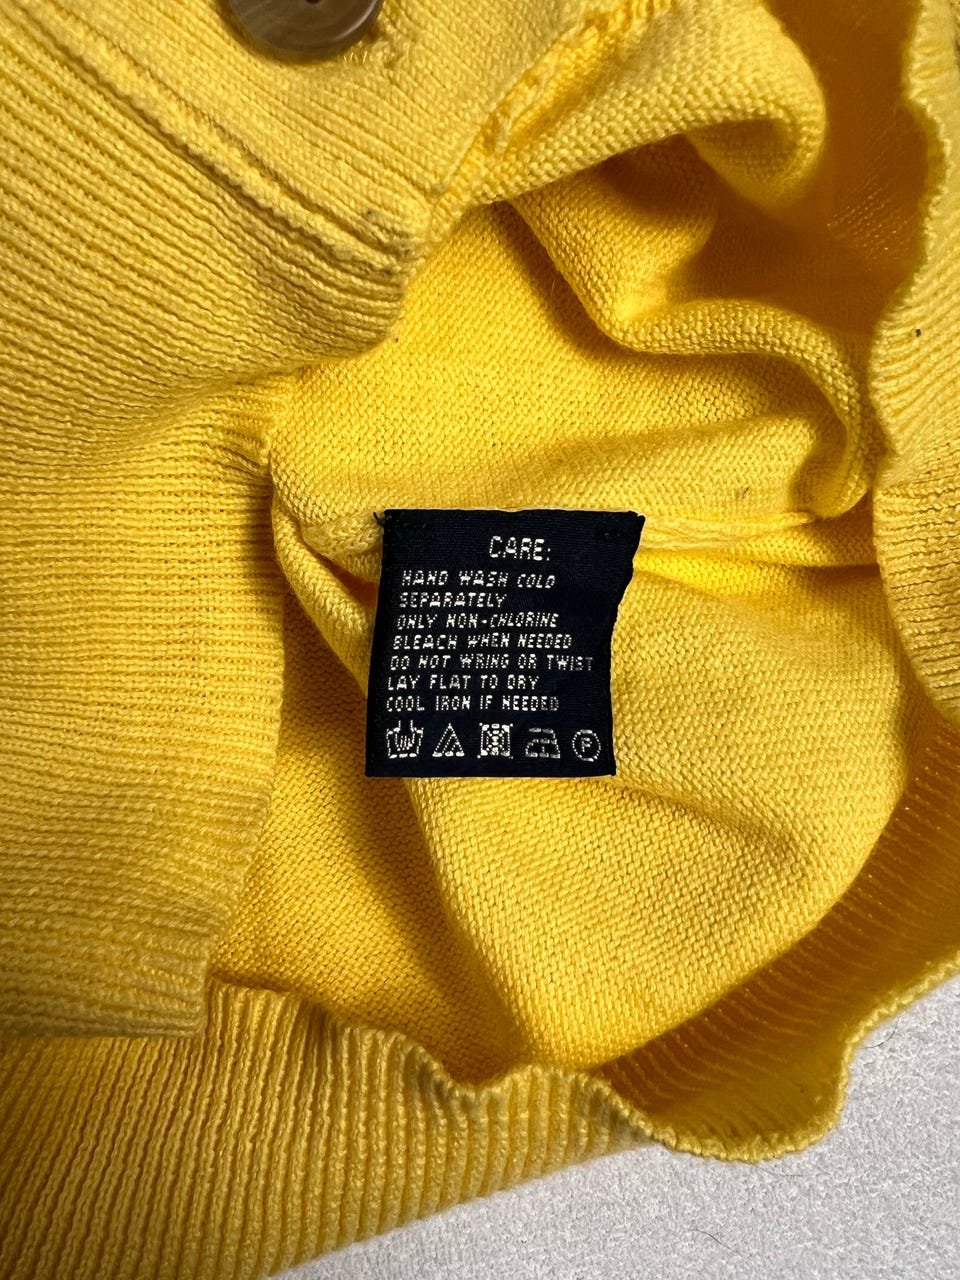 CARE:
HAND WASH COLD
SEPARATELY
ONLY NON-CHLORINE
BLEACH WHEN NEEDED
DO NOT WRING OR TWIST
LAY FLAT TO DRY
COOL IRON IF NEEDED
P